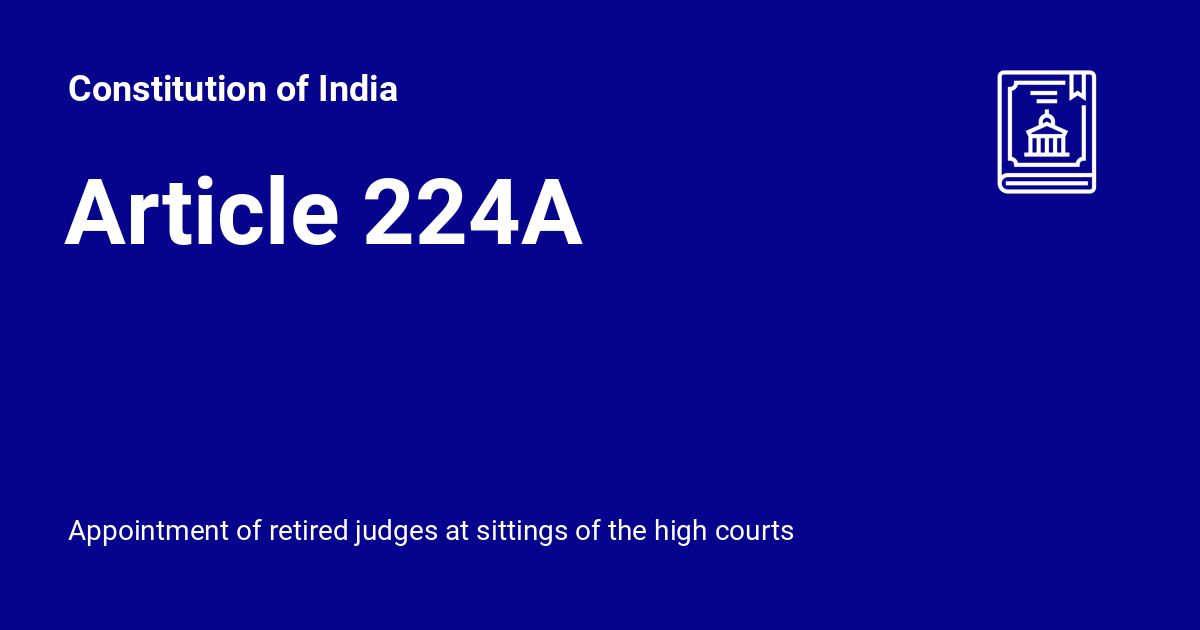 Constitution of India
Article 224A
Appointment of retired judges at sittings of the high courts